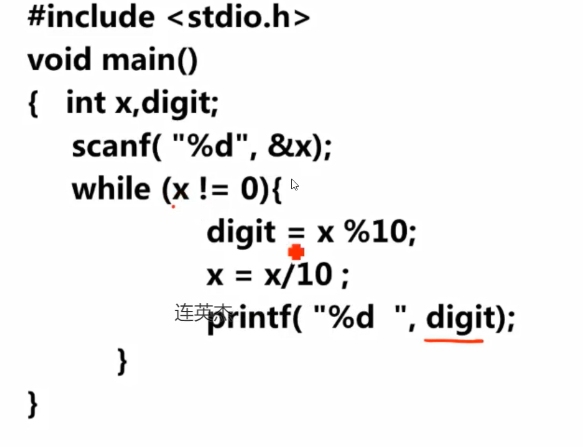 #include <stdio.h>
void main()
{ int x,digit;
scanf( "%d", &x);
while (x != 0){
digit = x %10;
x = x/10 ;
连英杰
printf( "%d ", digit);
}
}